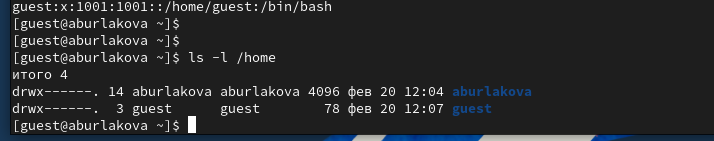 guest:x:1001:1001::/home/guest:/bin/bash
[guest@aburlakova ~]$
[guest@aburlakova ~]$
[guest@aburlakova ~]$ ls -l /home
итого 4
drwx------. 14 aburlakova aburlakova 4096 фев 20 12:04 aburlakova
drwx------.  3 guest      guest        78 фев 20 12:07 guest
[guest@aburlakova ~]$